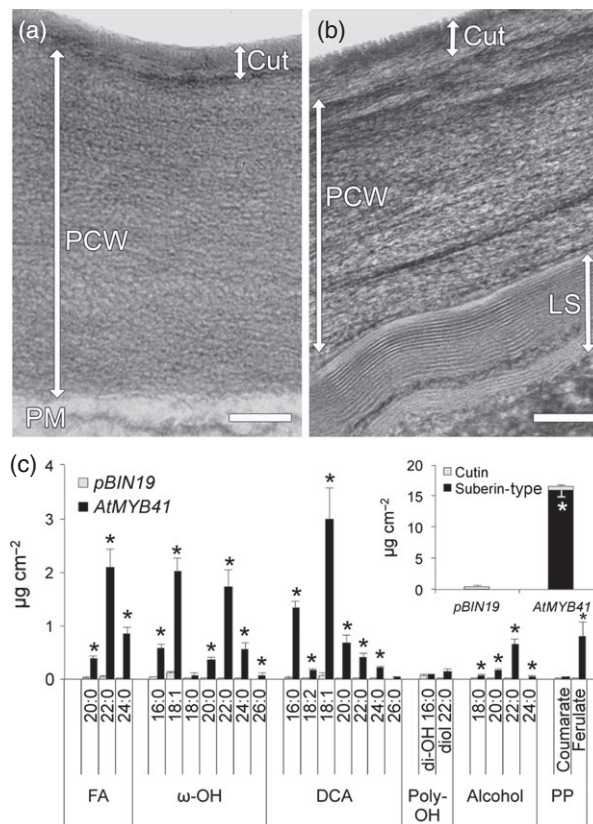 (a)
Cut
PCW
PM
(b)
Cut
PCW
LS
(c)
pBIN19
AtMYB41
µg cm−2
4
3
2
1
0
* * * * * * * * * * * * * * * * * * * *
Cutin
Suberin-type
µg cm−2
20
15
10
5
0
*
pBIN19 AtMYB41
20:0 22:0 24:0 16:0 18:1 18:0 20:0 22:0 24:0 26:0 16:0 18:2 18:1 20:0 22:0 24:0 26:0 di-OH 16:0 diol 22:0 18:0 20:0 22:0 24:0 Coumarate Ferulate
FA ω-OH DCA Poly-OH Alcohol PP